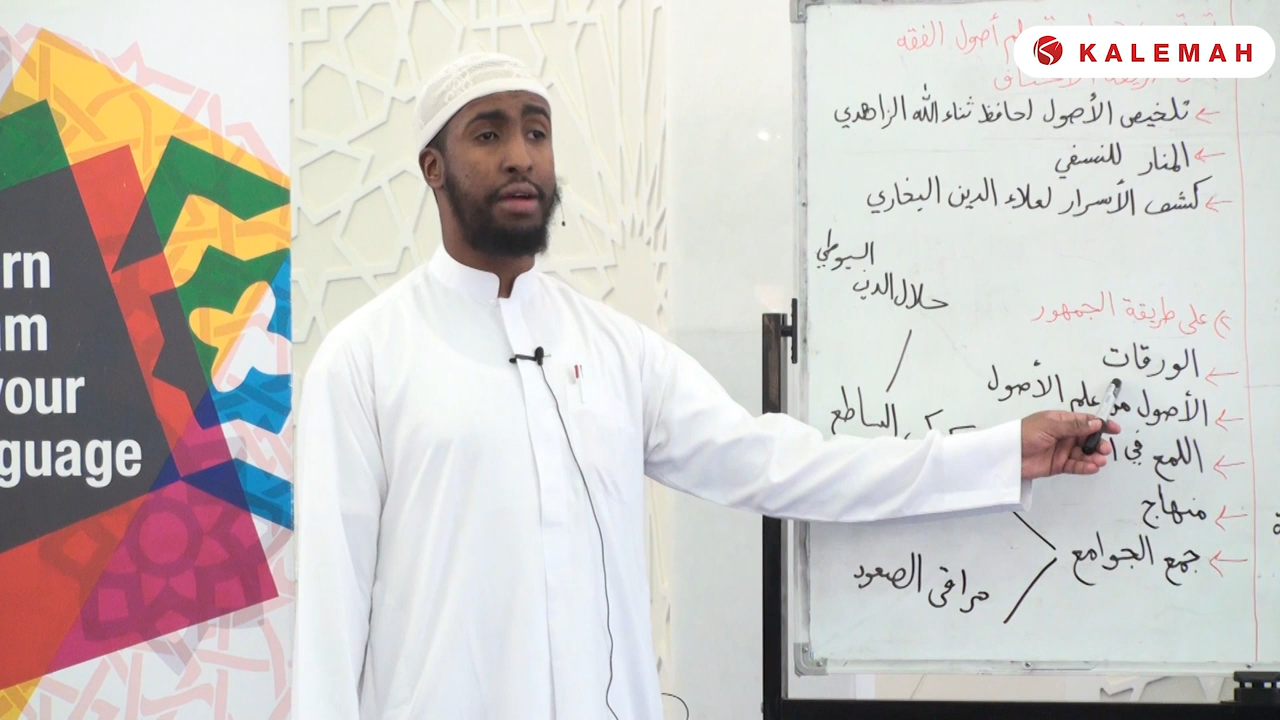 KALEMAH
أصول الفقه
← تلخيص الأصول لحافظ ثناء الله الزاهدي
← المنار للنسفي
← كشف الأسرار لعلاء الدين البخاري
السيوطي
جلال الدين
على طريقة الجمهور
← الورقات
← الأصول من علم الأصول
← اللمع في
الساطع
← منهاج
← جمع الجوامع
مراقي الصعود
rn
am
your
guage